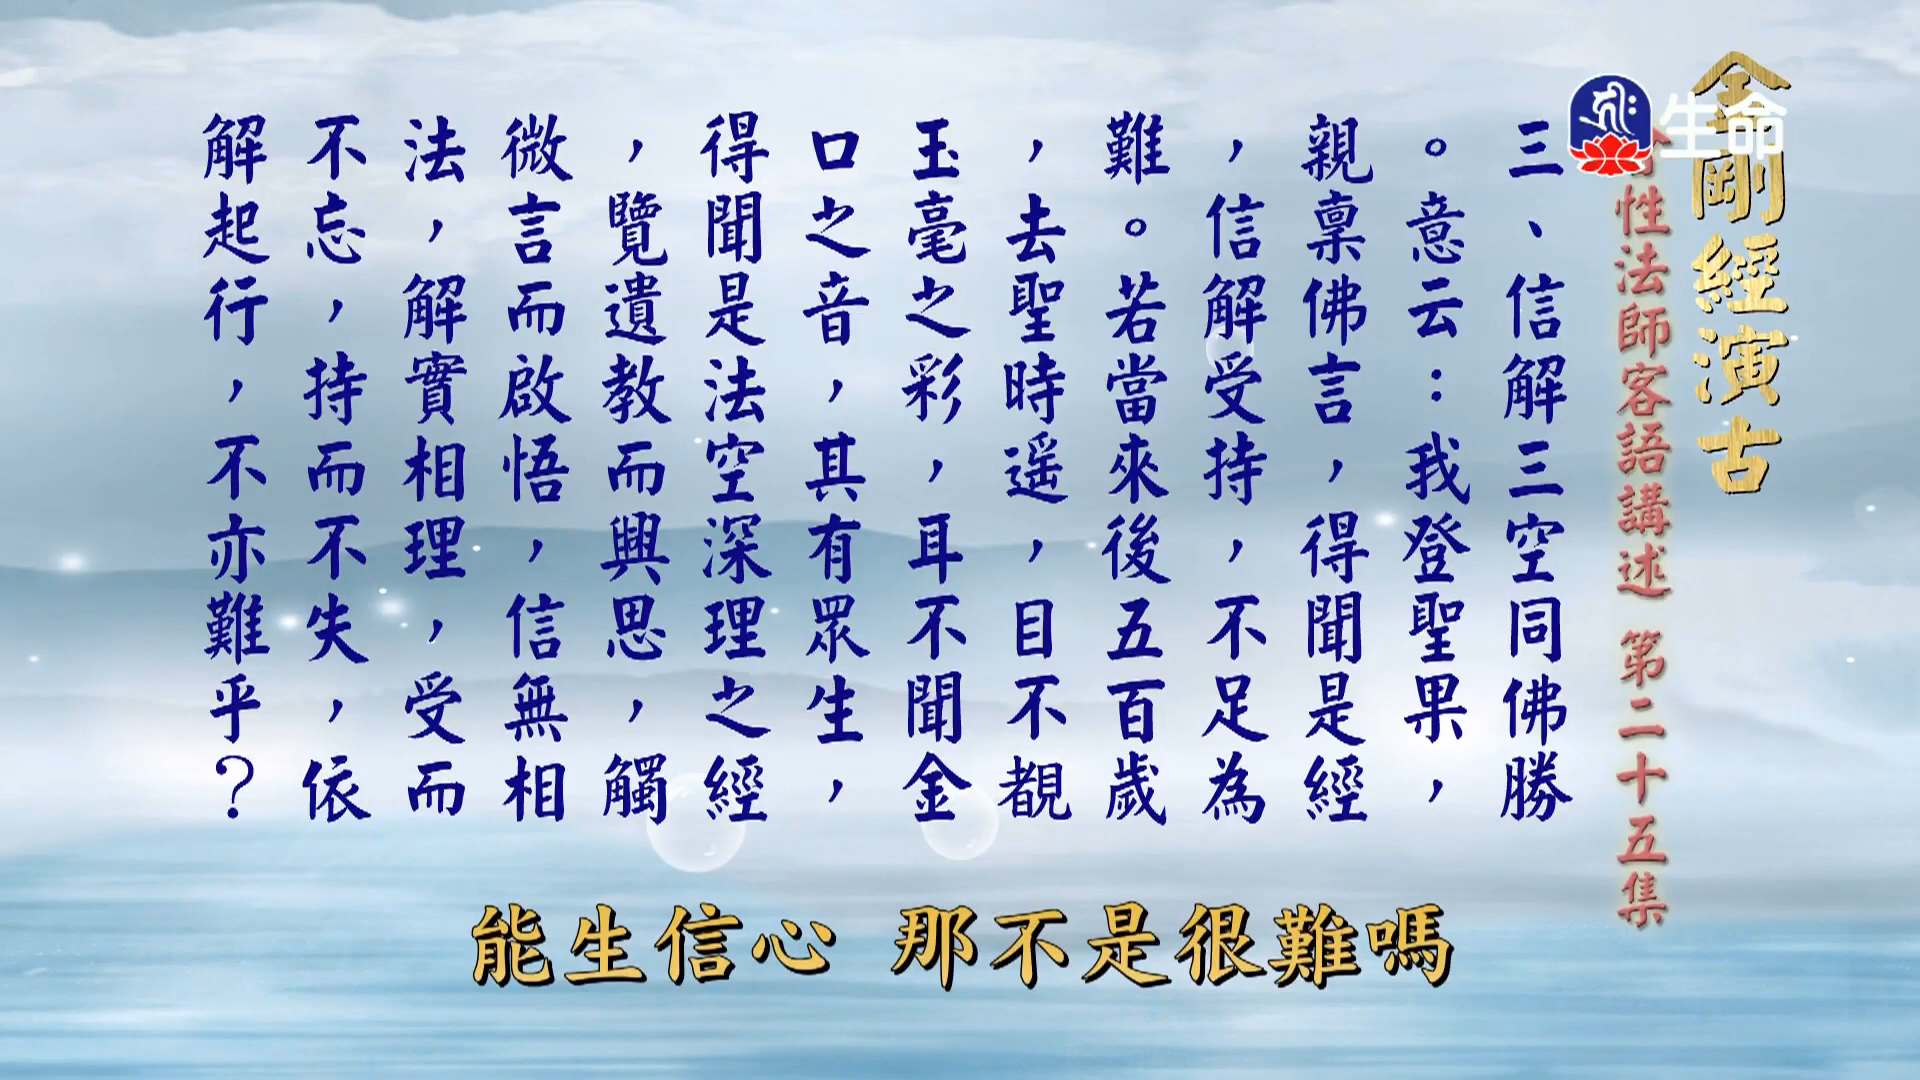 金剛經演古
性法師客語講述 第二十五集
生命
三、信解三空同佛勝
。意云：我登聖果，
親稟佛言，得聞是經
，信解受持，不足為
難。若當來後五百歲
，去聖時遥，目不覩
玉毫之彩，耳不聞金
口之音，其有眾生，
得聞是法空深理之經
，覽遺教而興思，觸
微言而啟悟，信無相
法，解實相理，受而
不忘，持而不失，依
解起行，不亦難乎？
能生信心 那不是很難嗎